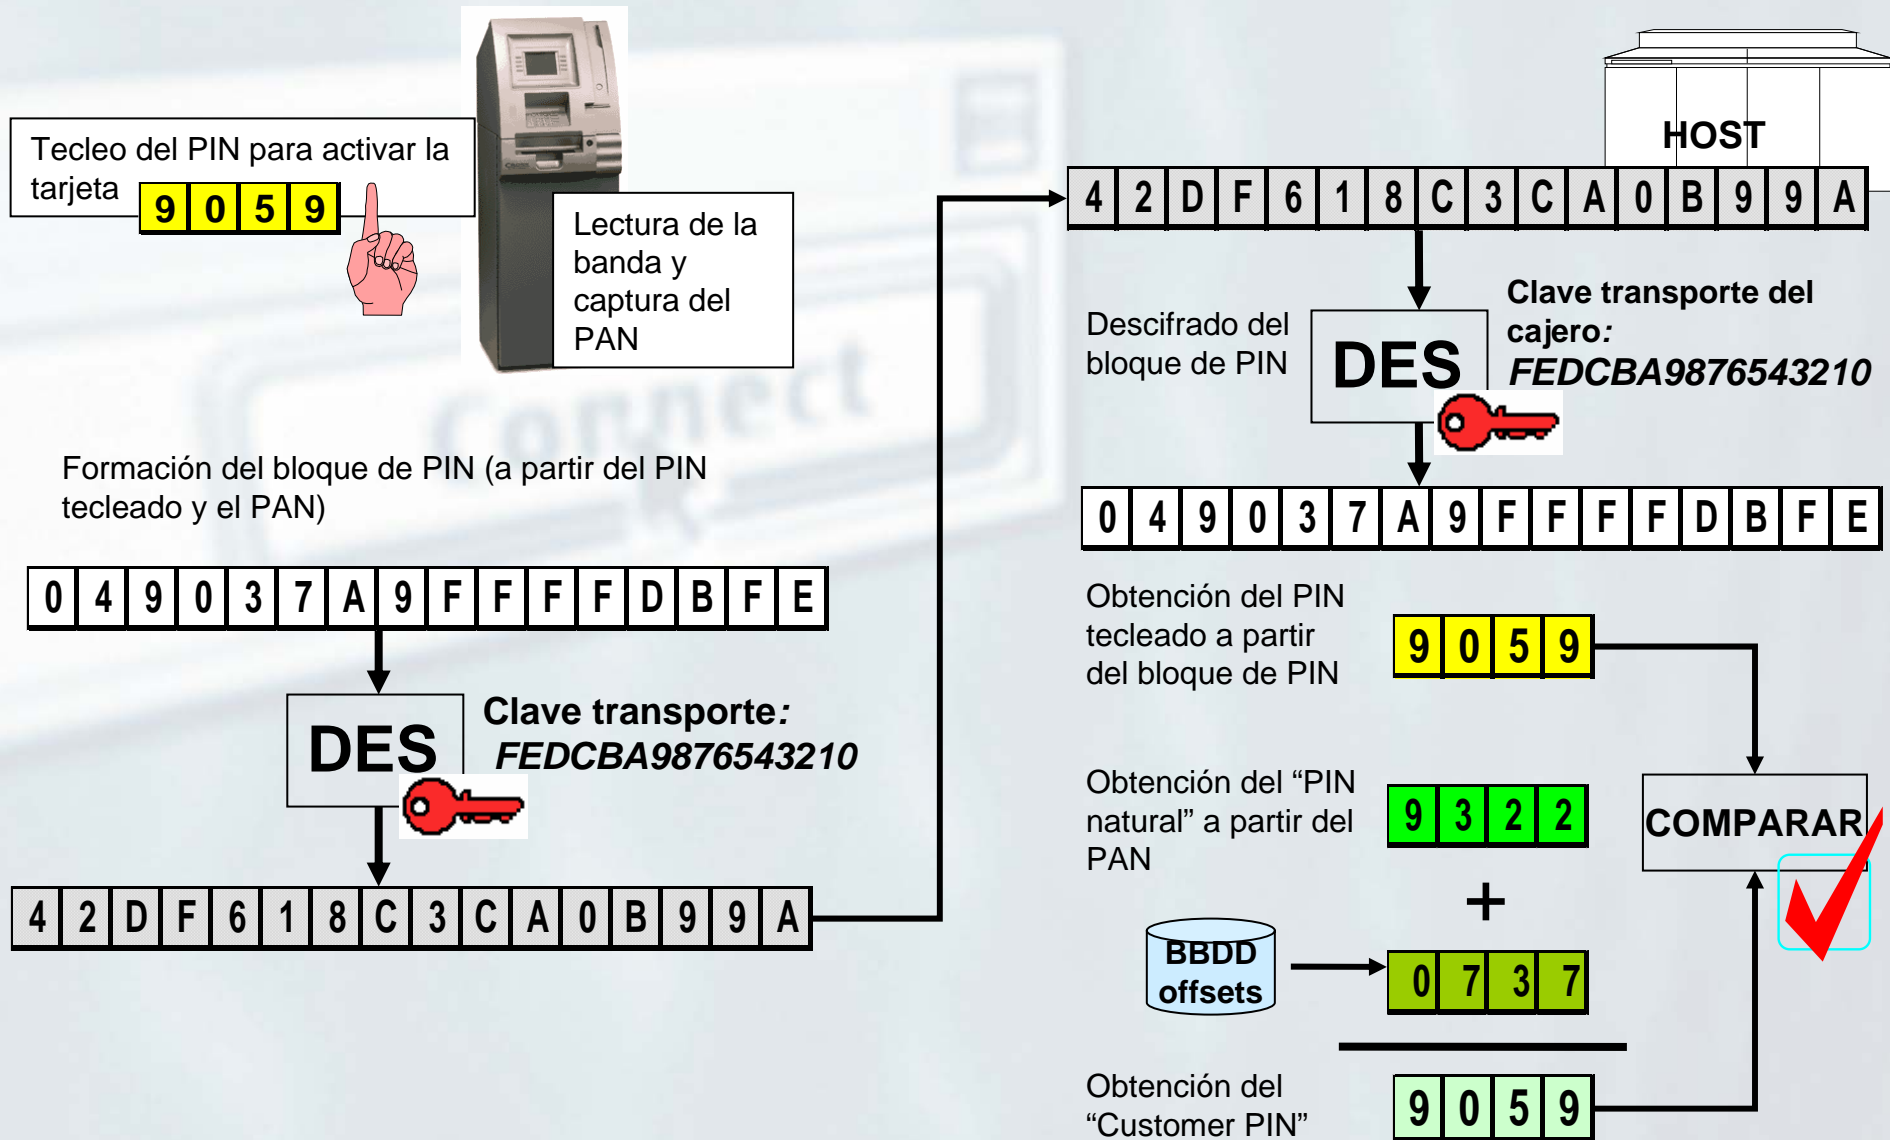 Tecleo del PIN para activar la
tarjeta
9 0 5 9
Lectura de la
banda y
captura del
PAN
Connect
Formación del bloque de PIN (a partir del PIN
tecleado y el PAN)
0 4 9 0 3 7 A 9 F F F F D B F E
DES
Clave transporte:
FEDCBA9876543210
4 2 D F 6 1 8 C 3 C A 0 B 9 9 A
HOST
4 2 D F 6 1 8 C 3 C A 0 B 9 9 A
Descifrado del
bloque de PIN
DES
Clave transporte del
cajero:
FEDCBA9876543210
0 4 9 0 3 7 A 9 F F F F D B F E
Obtención del PIN
tecleado a partir
del bloque de PIN
9 0 5 9
Obtención del “PIN
natural” a partir del
PAN
9 3 2 2
COMPARAR
+
BBDD
offsets
0 7 3 7
Obtención del
“Customer PIN”
9 0 5 9